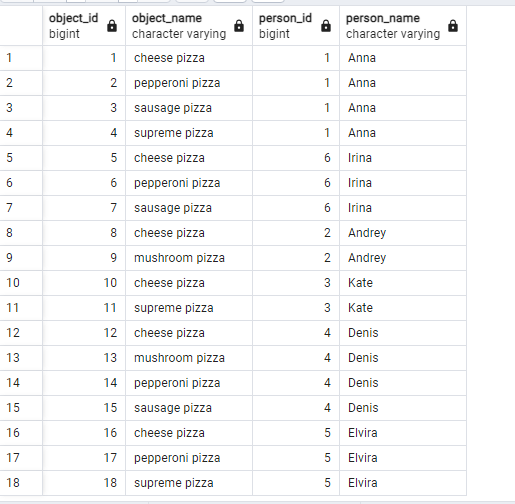 object_id object_name person_id person_name
bigint character varying bigint character varying
1 1 cheese pizza 1 Anna
2 2 pepperoni pizza 1 Anna
3 3 sausage pizza 1 Anna
4 4 supreme pizza 1 Anna
5 5 cheese pizza 6 Irina
6 6 pepperoni pizza 6 Irina
7 7 sausage pizza 6 Irina
8 8 cheese pizza 2 Andrey
9 9 mushroom pizza 2 Andrey
10 10 cheese pizza 3 Kate
11 11 supreme pizza 3 Kate
12 12 cheese pizza 4 Denis
13 13 mushroom pizza 4 Denis
14 14 pepperoni pizza 4 Denis
15 15 sausage pizza 4 Denis
16 16 cheese pizza 5 Elvira
17 17 pepperoni pizza 5 Elvira
18 18 supreme pizza 5 Elvira